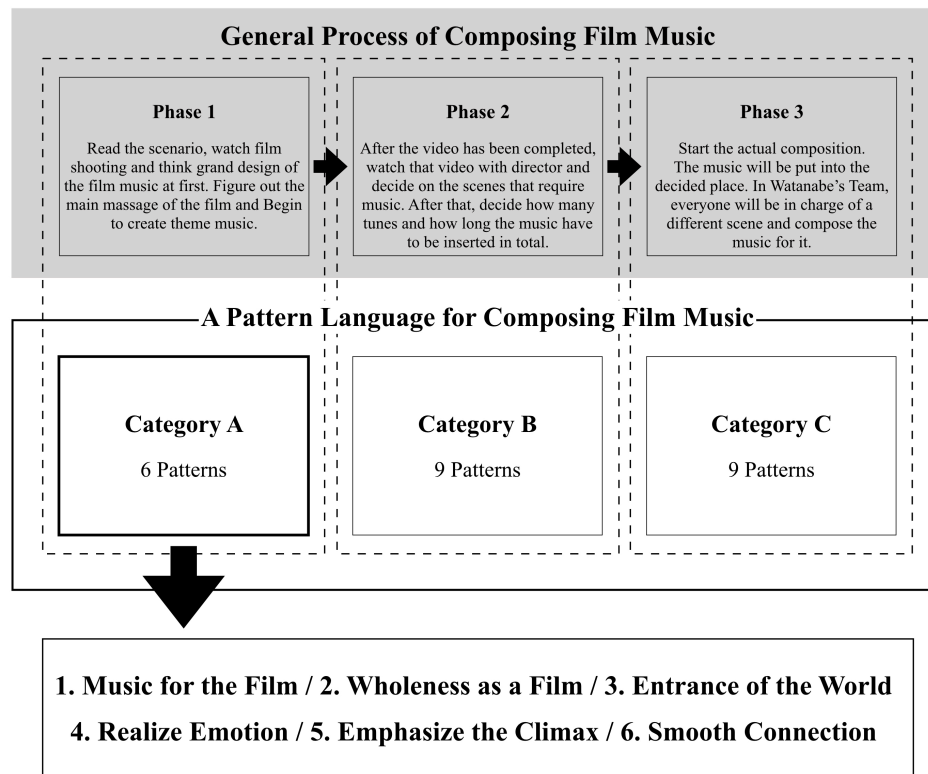 General Process of Composing Film Music
Phase 1
Read the scenario, watch film
shooting and think grand design of
the film music at first. Figure out the
main massage of the film and Begin
to create theme music.
Phase 2
After the video has been completed,
watch that video with director and
decide on the scenes that require
music. After that, decide how many
tunes and how long the music have
to be inserted in total.
Phase 3
Start the actual composition.
The music will be put into the
decided place. In Watanabe’s Team,
everyone will be in charge of a
different scene and compose the
music for it.
A Pattern Language for Composing Film Music
Category A
6 Patterns
Category B
9 Patterns
Category C
9 Patterns
1. Music for the Film / 2. Wholeness as a Film / 3. Entrance of the World
4. Realize Emotion / 5. Emphasize the Climax / 6. Smooth Connection